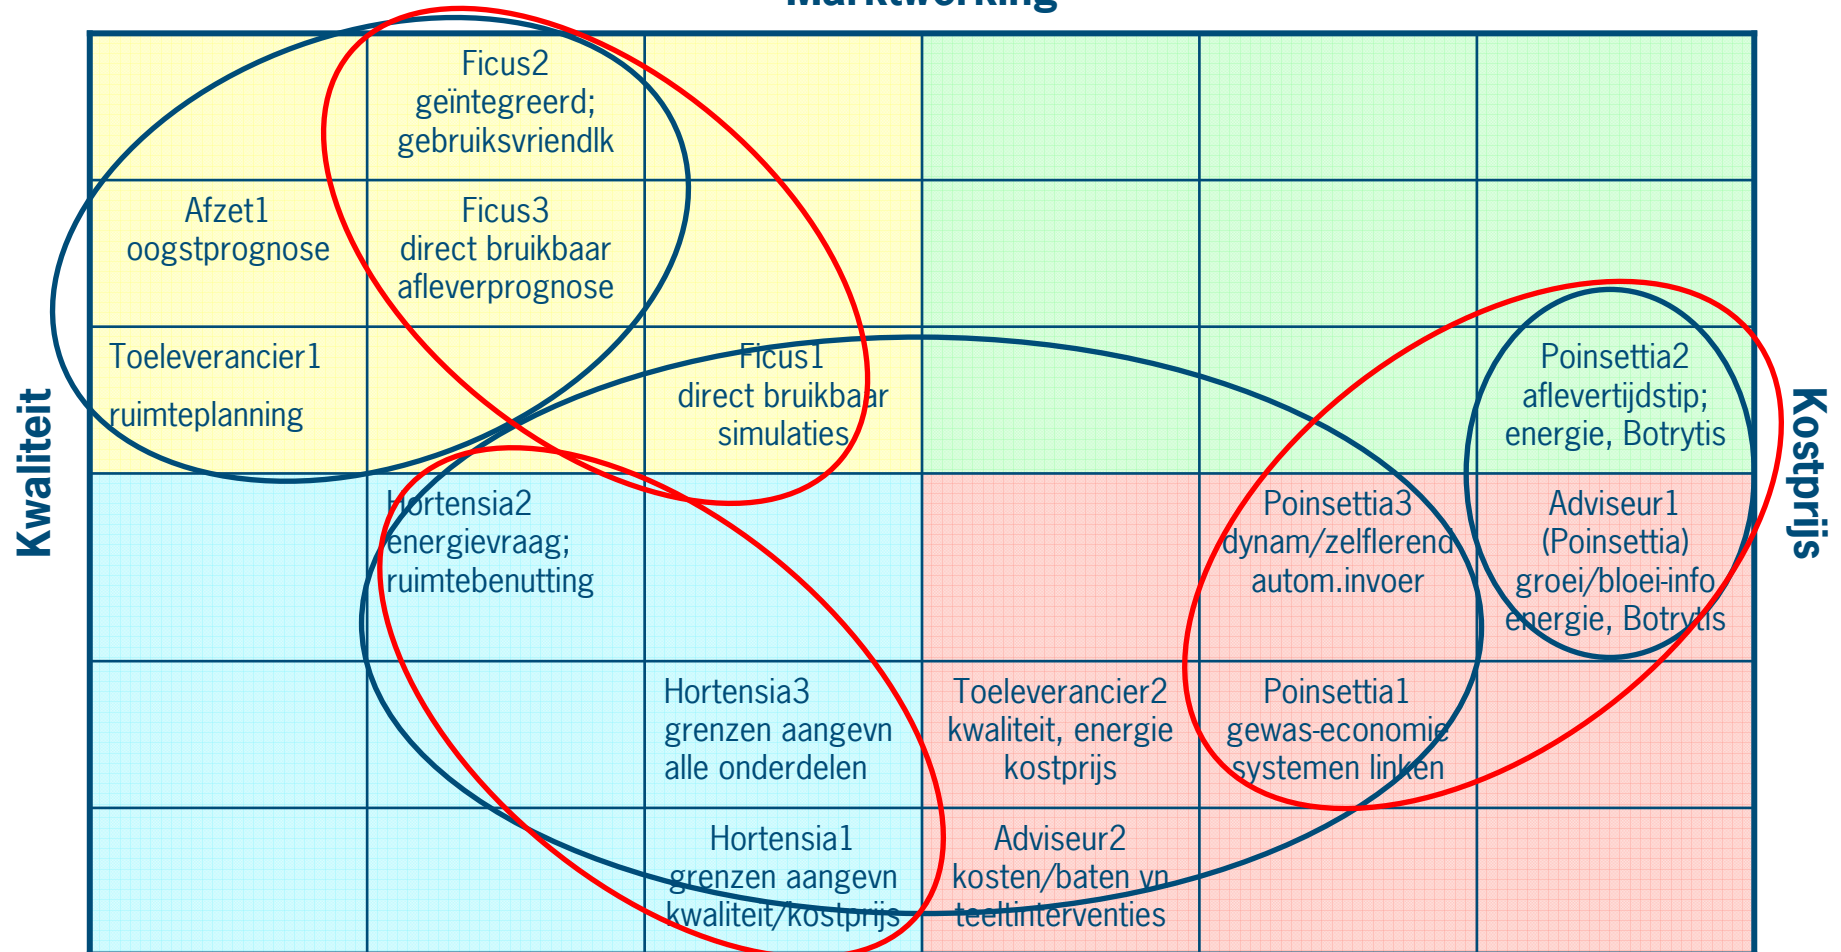 Marktwerking
Ficus2
geïntegreerd;
gebruiksvriendlk
Afzet1
oogstprognose
Ficus3
direct bruikbaar
afleverprognose
Toeleverancier1
ruimteplanning
Ficus1
direct bruikbaar
simulaties
Poinsettia2
aflevertijdstip;
energie, Botrytis
Kwaliteit
Kostprijs
Hortensia2
energievraag;
ruimtebenutting
Poinsettia3
dynam/zelflerend
autom.invoer
Adviseur1
(Poinsettia)
groei/bloei-info
energie, Botrytis
Hortensia3
grenzen aangevn
alle onderdelen
Toeleverancier2
kwaliteit, energie
kostprijs
Poinsettia1
gewas-economie
systemen linken
Hortensia1
grenzen aangevn
kwaliteit/kostprijs
Adviseur2
kosten/baten vn
teeltinterventies